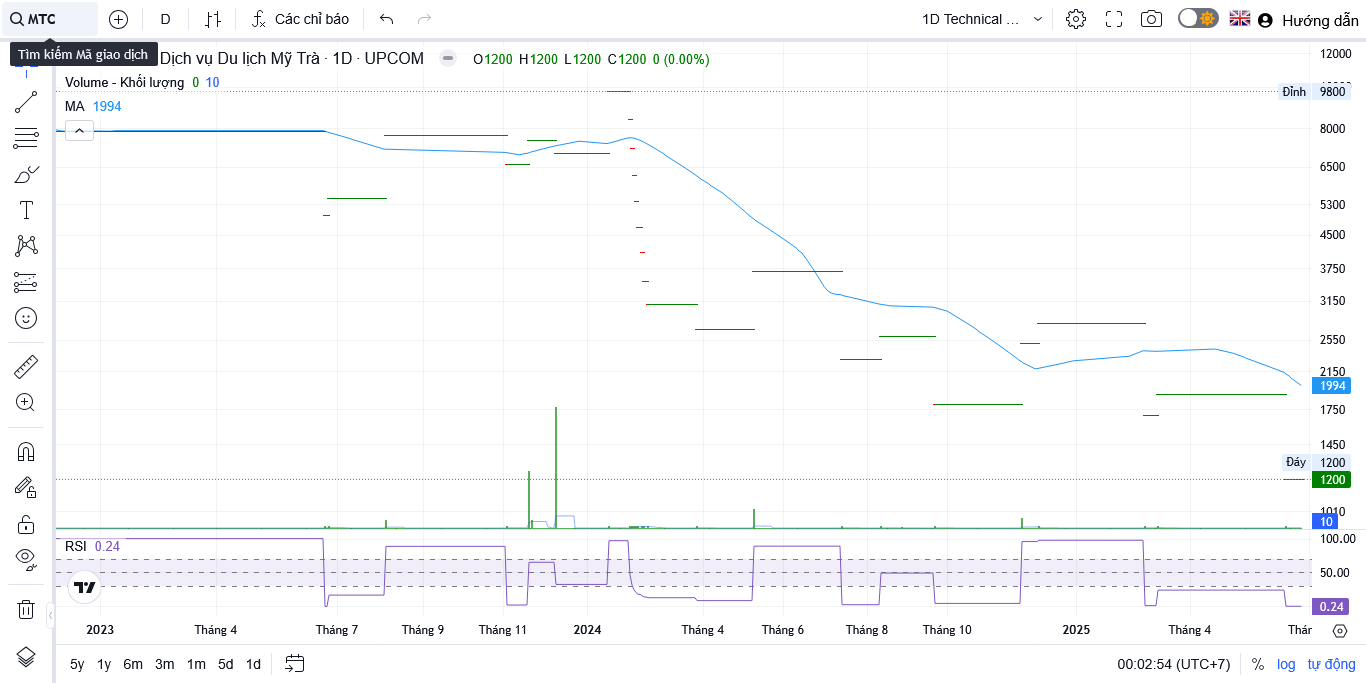 MTC
D
Các chỉ báo
1D Technical ...
Hướng dẫn
Tìm kiếm Mã giao dịch
Dịch vụ Du lịch Mỹ Trà · 1D · UPCOM
O1200 H1200 L1200 C1200 0 (0.00%)
Volume - Khối lượng 0 10
MA 1994
12000
Đỉnh 9800
8000
6500
5300
4500
3750
3150
2550
2150
1994
1750
1450
Đáy 1200
1200
1010
10
RSI 0.24
100.00
50.00
0.24
2023 Tháng 4 Tháng 7 Tháng 9 Tháng 11 2024 Tháng 4 Tháng 6 Tháng 8 Tháng 10 2025 Tháng 4 Thár
5y 1y 6m 3m 1m 5d 1d
00:02:54 (UTC+7) % log tự động